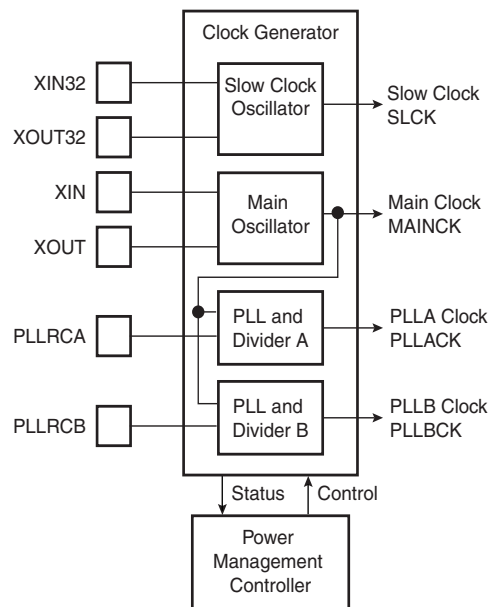 Clock Generator
XIN32
Slow Clock
Oscillator
Slow Clock
SLCK
XOUT32
XIN
Main
Oscillator
Main Clock
MAINCK
XOUT
PLLRCA
PLL and
Divider A
PLLA Clock
PLLACK
PLLRCB
PLL and
Divider B
PLLB Clock
PLLBCK
Status
Control
Power
Management
Controller